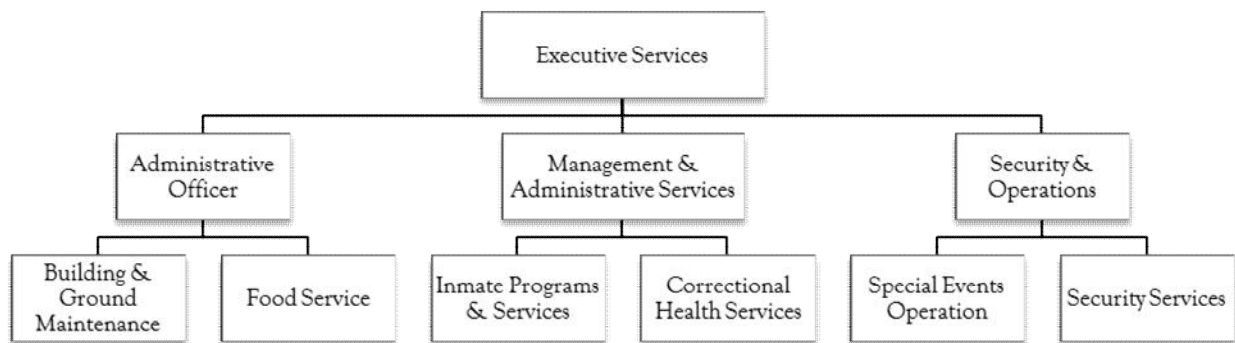 Executive Services
Administrative
Officer
Management &
Administrative Services
Security &
Operations
Building &
Ground
Maintenance
Food Service
Inmate Programs
& Services
Correctional
Health Services
Special Events
Operation
Security Services